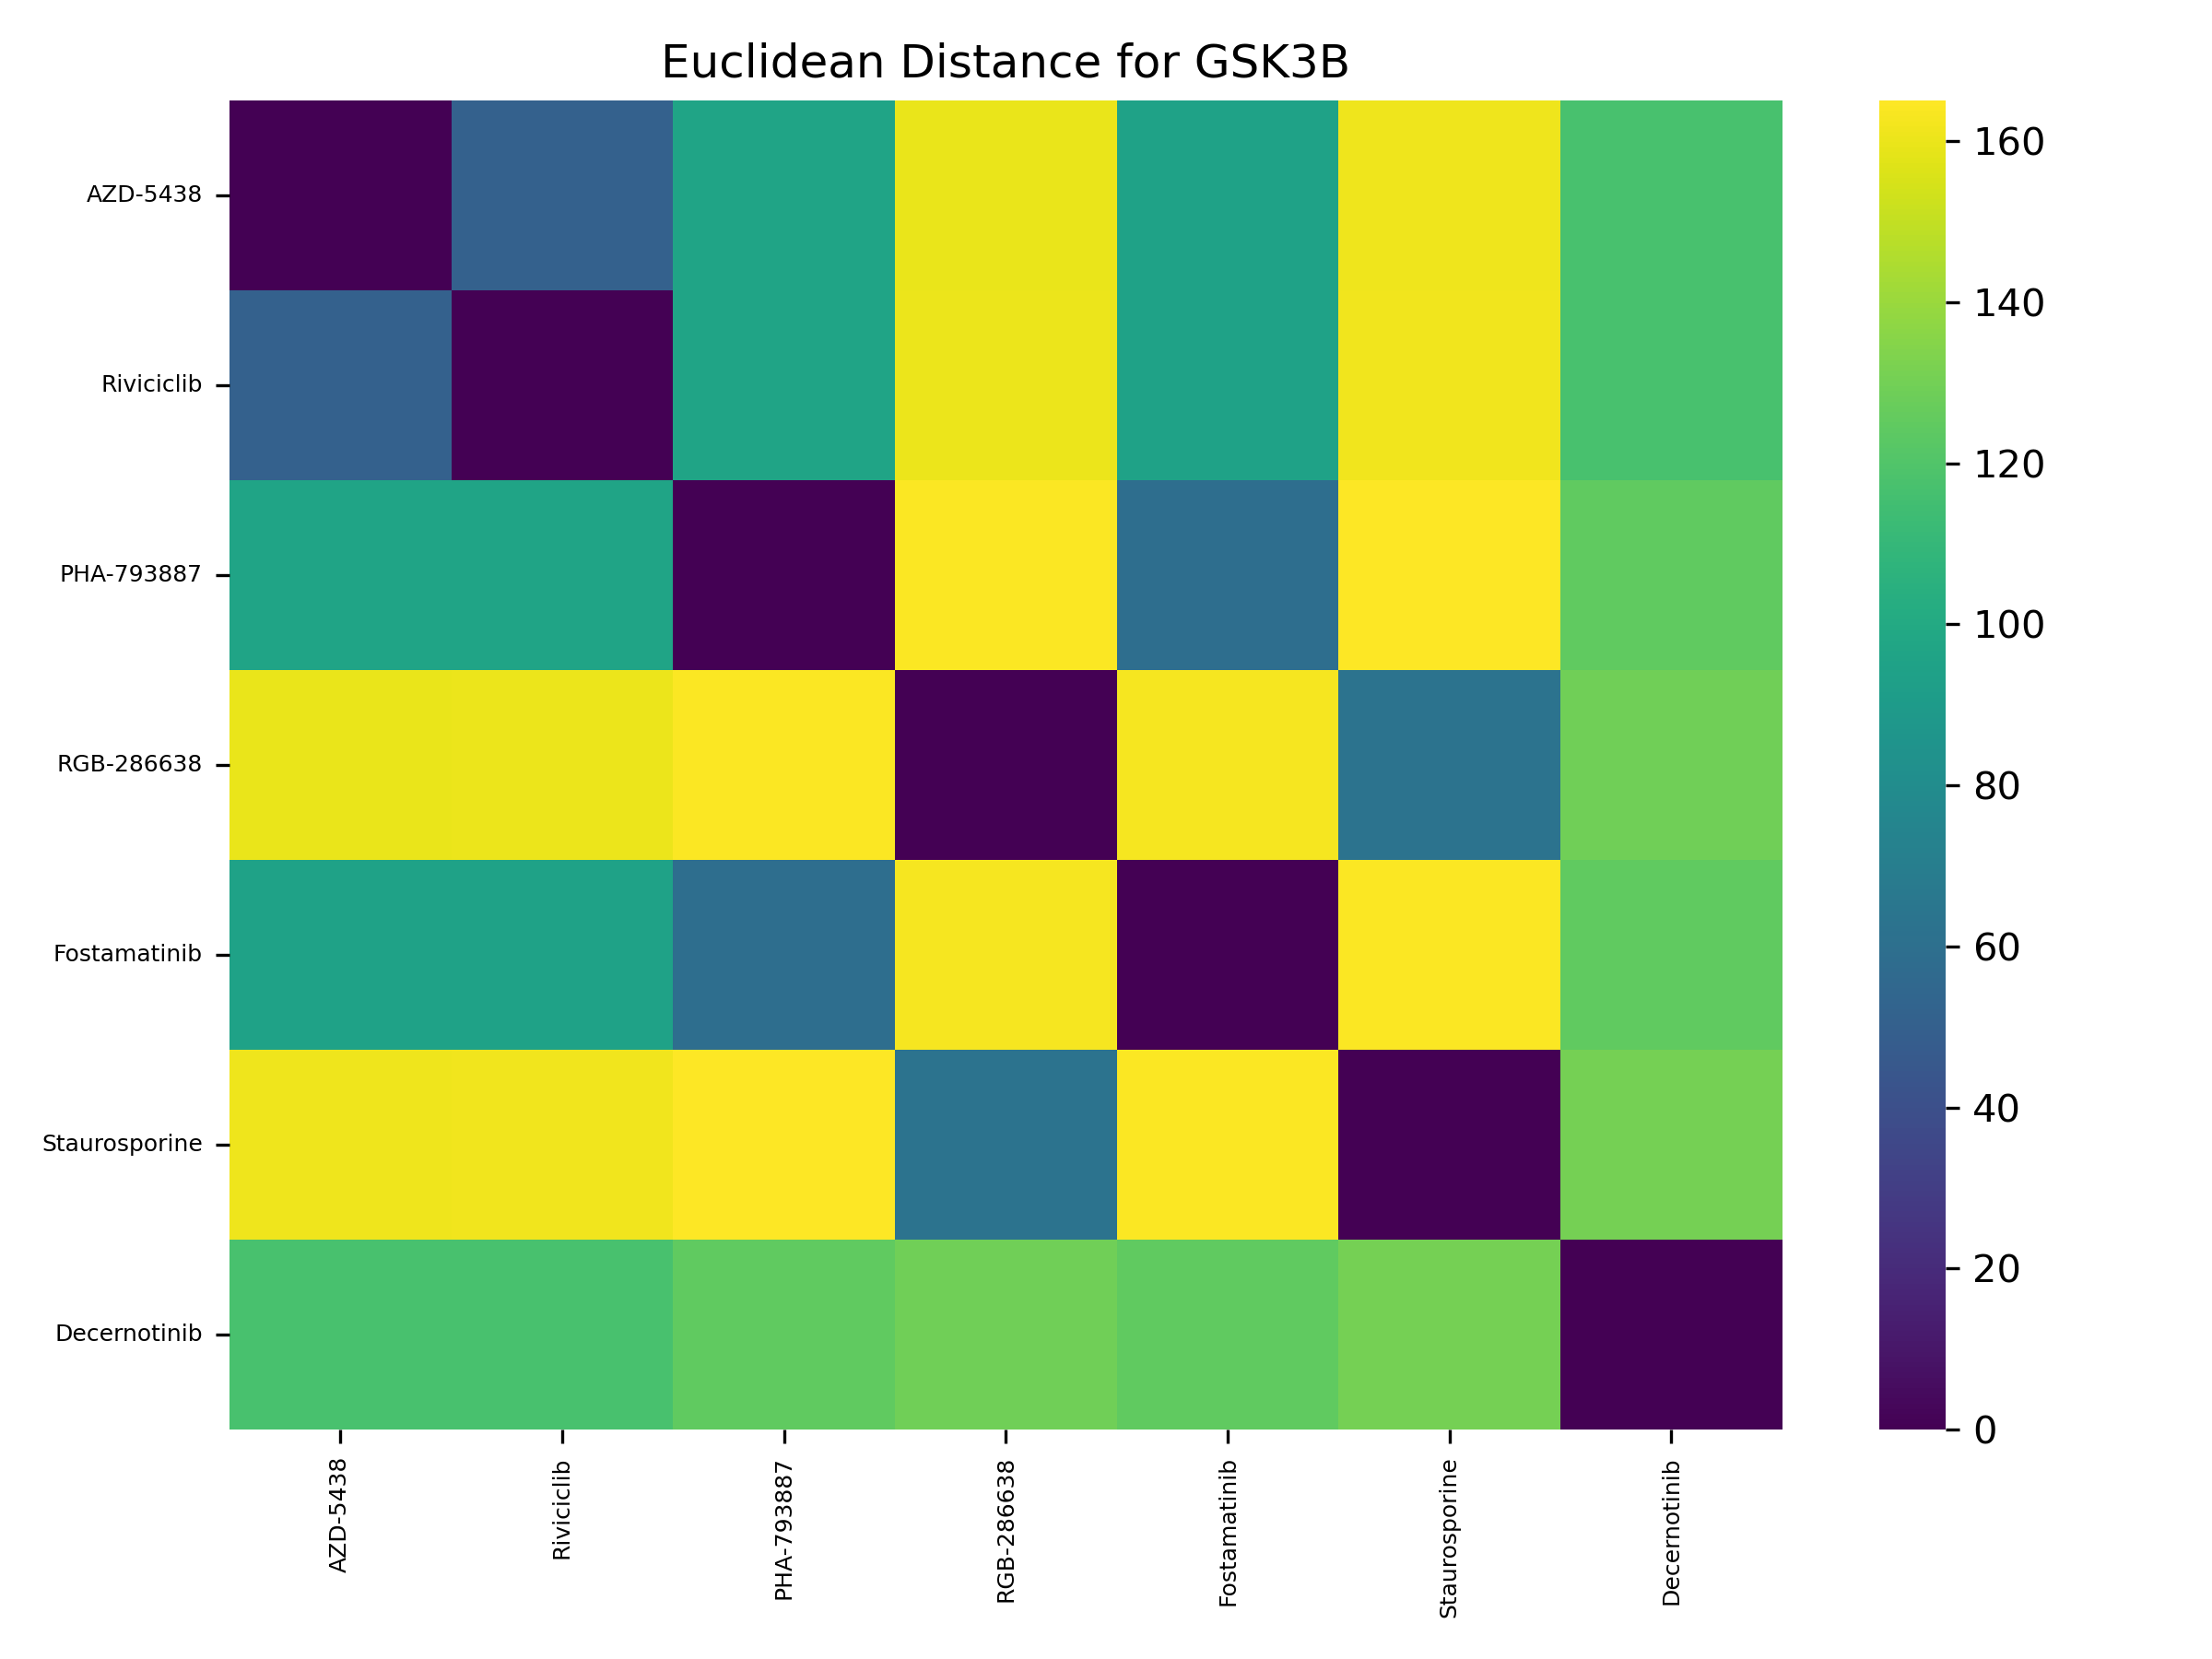 Euclidean Distance for GSK3B
AZD-5438
Riviciclib
PHA-793887
RGB-286638
Fostamatinib
Staurosporine
Decernotinib
AZD-5438
Riviciclib
PHA-793887
RGB-286638
Fostamatinib
Staurosporine
Decernotinib
160
140
120
100
80
60
40
20
0